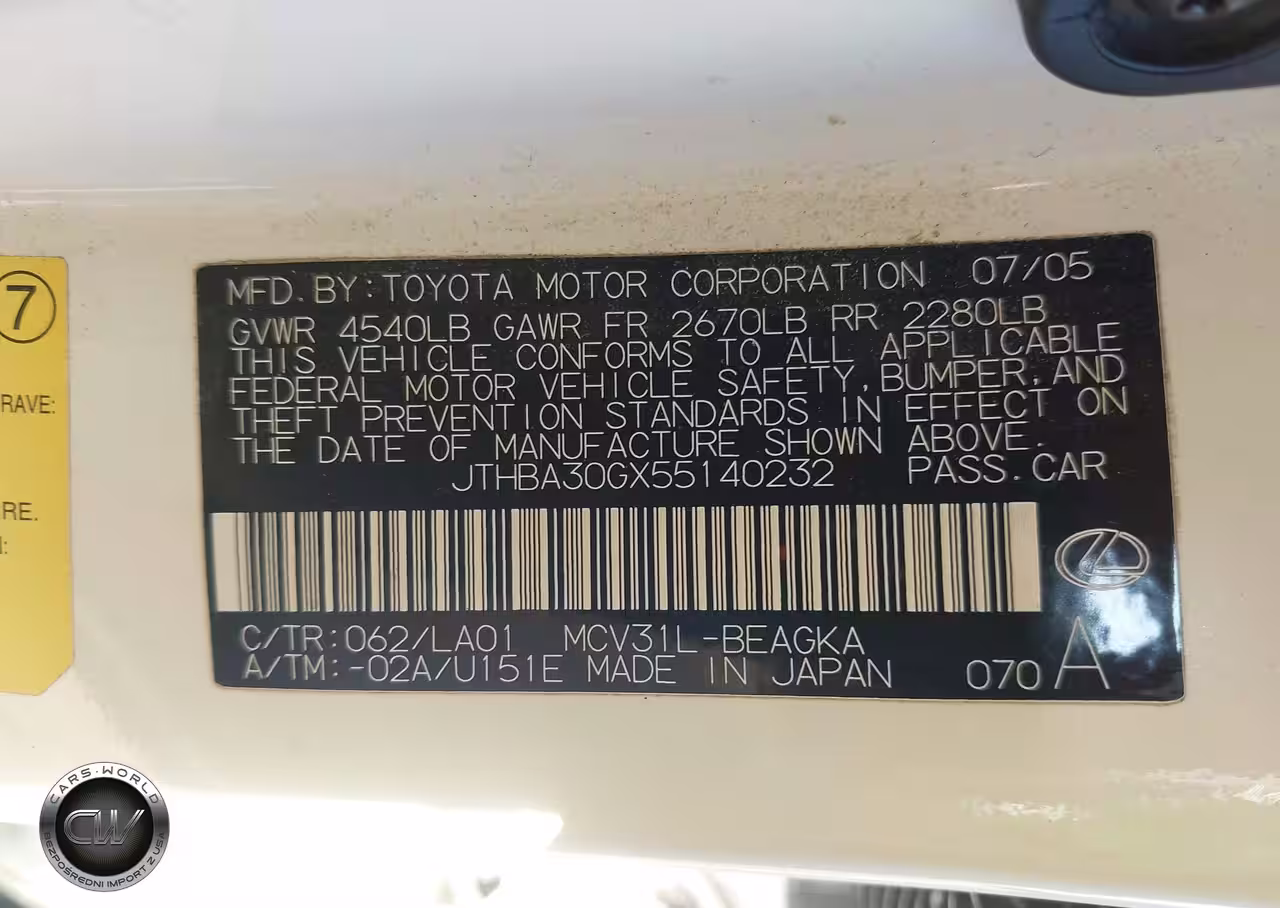 MFD. BY: TOYOTA MOTOR CORPORATION 07/05
GVWR 4540LB GAWR FR 2670LB RR 2280LB
THIS VEHICLE CONFORMS TO ALL APPLICABLE
FEDERAL MOTOR VEHICLE SAFETY, BUMPER, AND
THEFT PREVENTION STANDARDS IN EFFECT ON
THE DATE OF MANUFACTURE SHOWN ABOVE.
JTHBA30GX55140232 PASS. CAR
C/TR: 062/LA01 MCV31L-BEAGKA
A/TM: -02A/U151E MADE IN JAPAN 070 A
7
RAVE:
RE.
CARS·WORLD
CW
BEZPOŚREDNI IMPORT Z USA